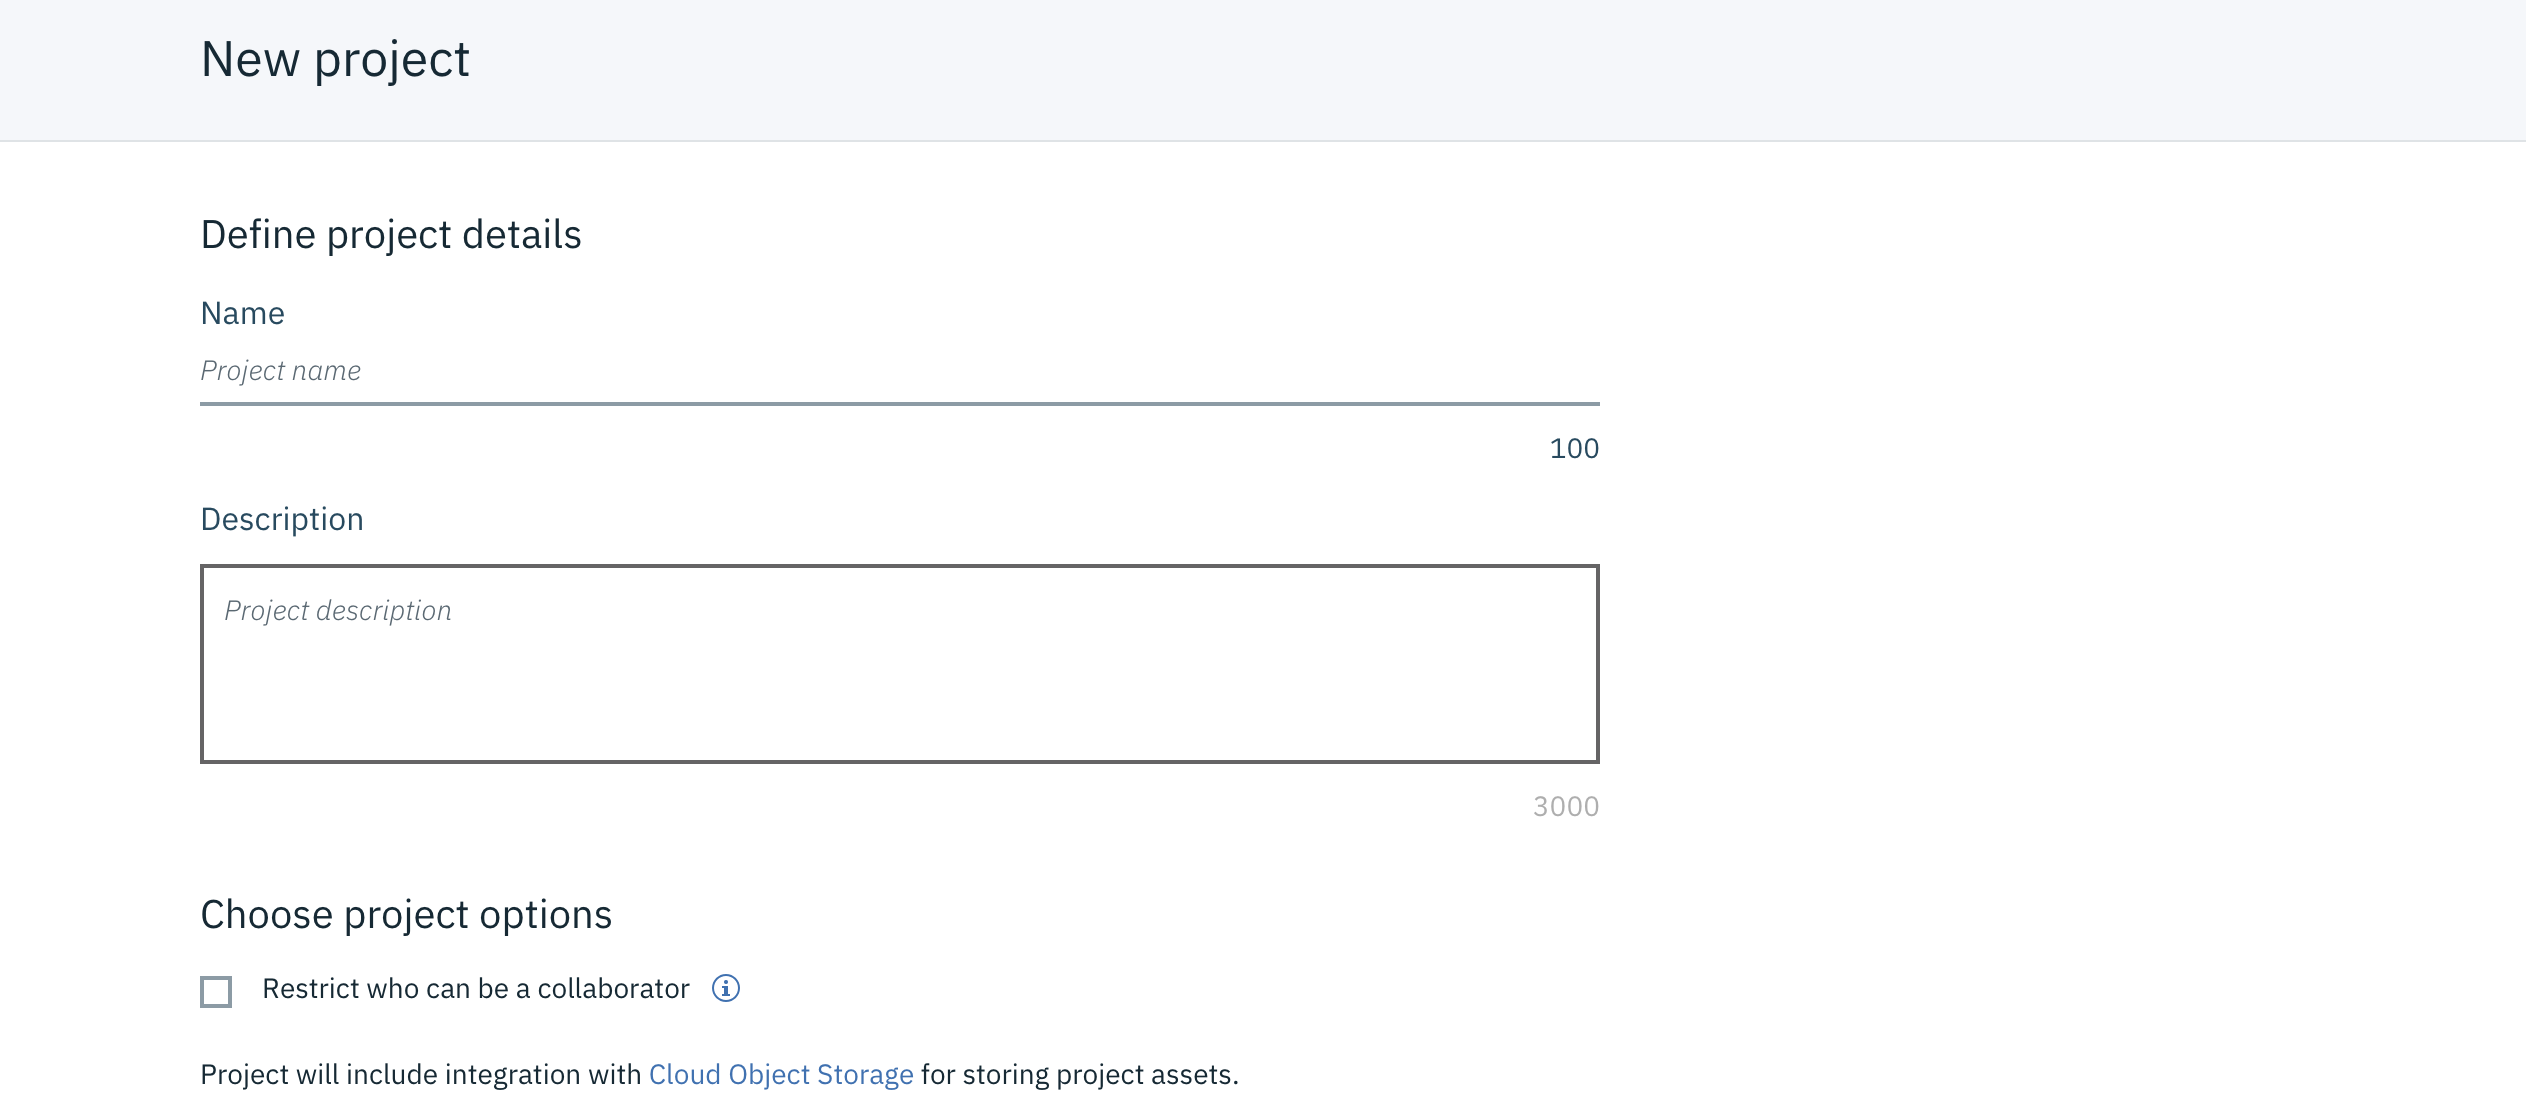 New project
Define project details
Name
Project name
100
Description
Project description
3000
Choose project options
Restrict who can be a collaborator
Project will include integration with Cloud Object Storage for storing project assets.